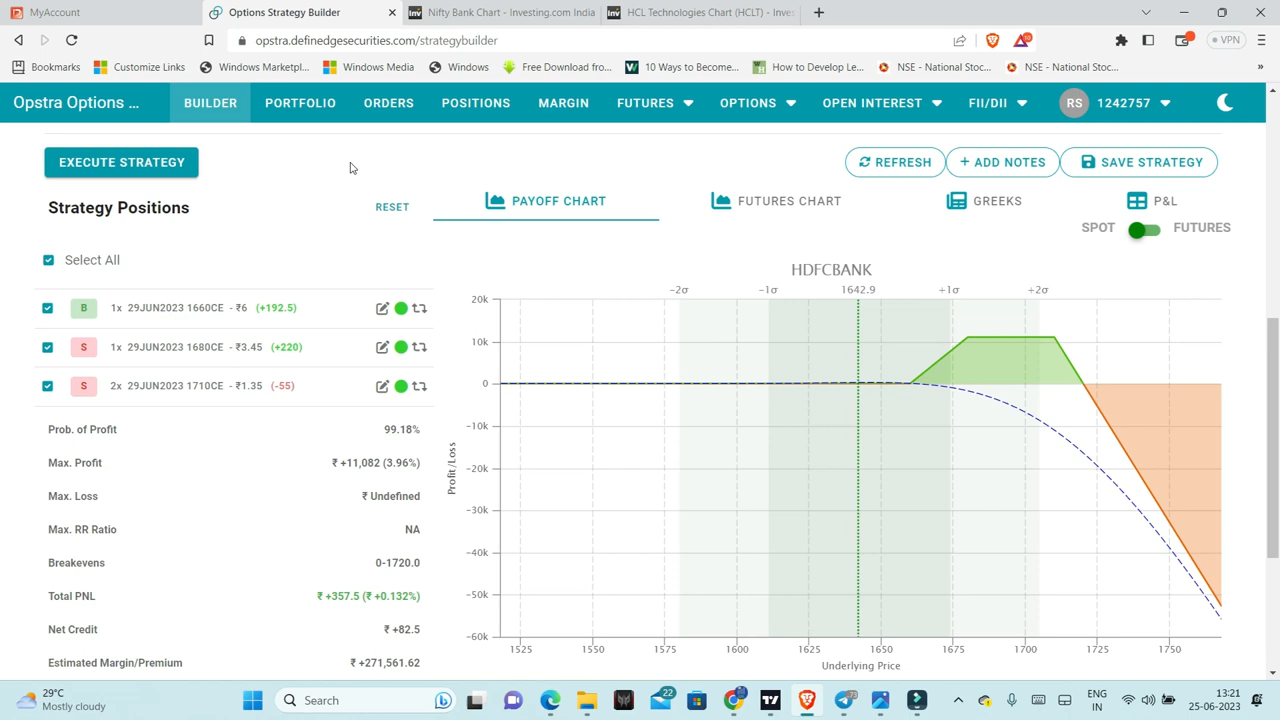 MyAccount
Options Strategy Builder
Nifty Bank Chart - Investing.com India
HCL Technologies Chart (HCLT) - Inves
opstra.definedgesecurities.com/strategybuilder
VPN
Bookmarks
Customize Links
Windows Marketpl...
Windows Media
Windows
Free Download fro...
10 Ways to Become...
How to Develop Le...
NSE - National Stoc...
NSE - National Stoc...
»
Opstra Options ...
BUILDER
PORTFOLIO
ORDERS
POSITIONS
MARGIN
FUTURES
OPTIONS
OPEN INTEREST
FII/DII
RS
1242757
EXECUTE STRATEGY
REFRESH
+ ADD NOTES
SAVE STRATEGY
Strategy Positions
RESET
PAYOFF CHART
FUTURES CHART
GREEKS
P&L
SPOT
FUTURES
Select All
B 1x 29JUN2023 1660CE - ₹6 (+192.5)
S 1x 29JUN2023 1680CE - ₹3.45 (+220)
S 2x 29JUN2023 1710CE - ₹1.35 (-55)
Prob. of Profit 99.18%
Max. Profit ₹ +11,082 (3.96%)
Max. Loss ₹ Undefined
Max. RR Ratio NA
Breakevens 0-1720.0
Total PNL ₹ +357.5 (₹ +0.132%)
Net Credit ₹ +82.5
Estimated Margin/Premium ₹ +271,561.62
HDFCBANK
-2σ -1σ 1642.9 +1σ +2σ
20k
10k
0
-10k
-20k
-30k
-40k
-50k
-60k
Profit/Loss
1525 1550 1575 1600 1625 1650 1675 1700 1725 1750
Underlying Price
29°C
Mostly cloudy
Search
22
ENG
IN
13:21
25-06-2023